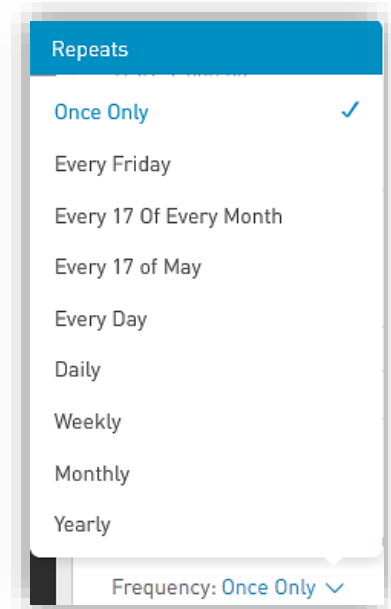 Repeats
Once Only
Every Friday
Every 17 Of Every Month
Every 17 of May
Every Day
Daily
Weekly
Monthly
Yearly
Frequency: Once Only